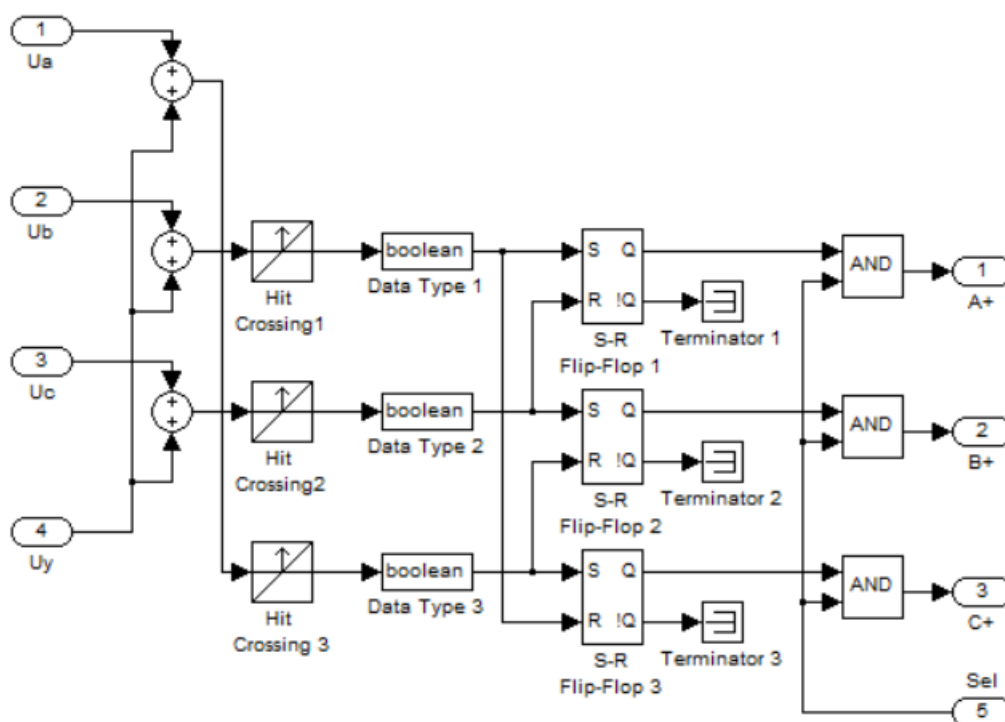 1
Ua
+
+
2
Ub
+
+
Hit
Crossing1
boolean
Data Type 1
S Q
R !Q
S-R
Flip-Flop 1
Terminator 1
AND
1
A+
3
Uc
+
+
Hit
Crossing2
boolean
Data Type 2
S Q
R !Q
S-R
Flip-Flop 2
Terminator 2
AND
2
B+
4
Uy
Hit
Crossing 3
boolean
Data Type 3
S Q
R !Q
S-R
Flip-Flop 3
Terminator 3
AND
3
C+
Sel
5